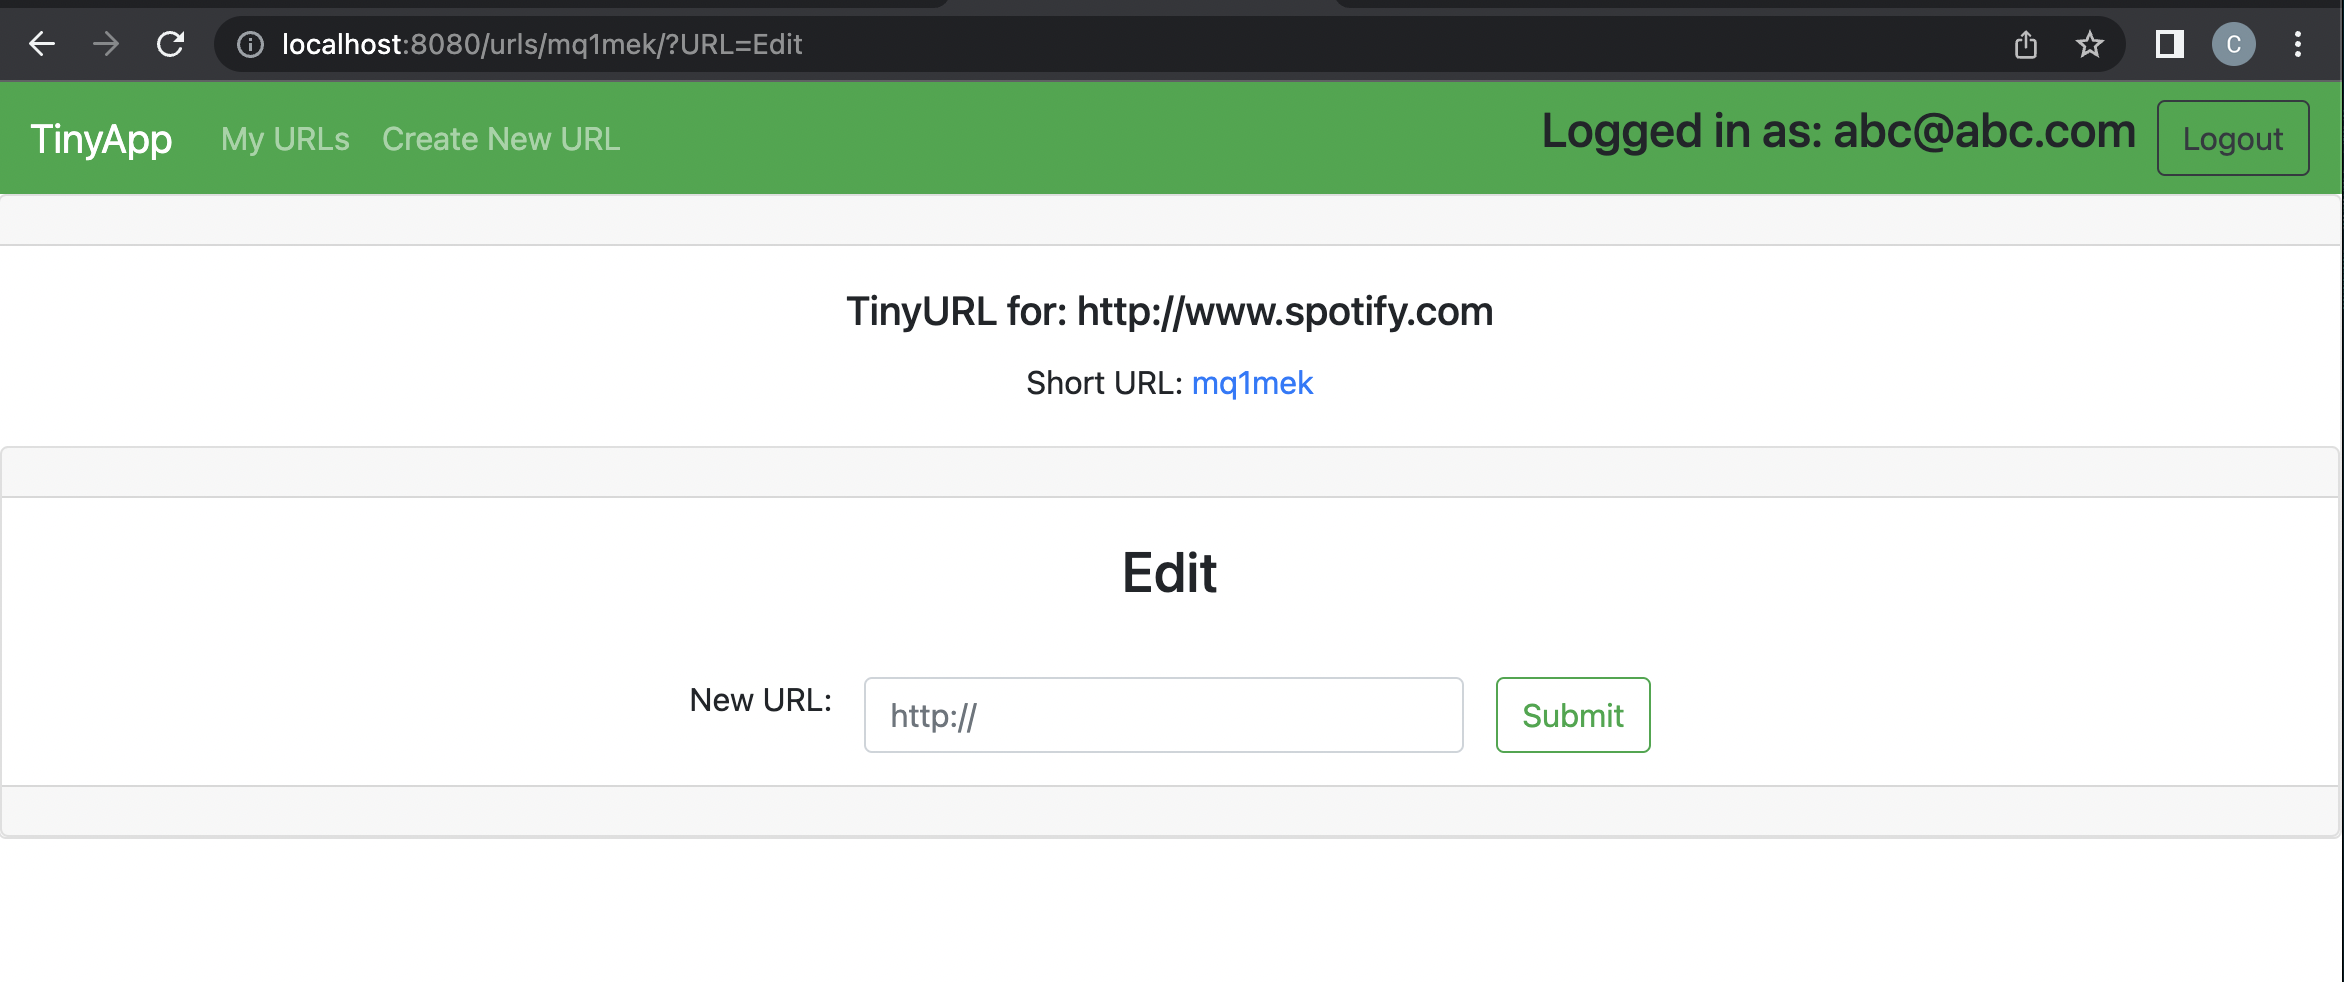 localhost:8080/urls/mq1mek/?URL=Edit
C
TinyApp My URLs Create New URL Logged in as: abc@abc.com Logout
TinyURL for: http://www.spotify.com
Short URL: mq1mek
Edit
New URL: http:// Submit